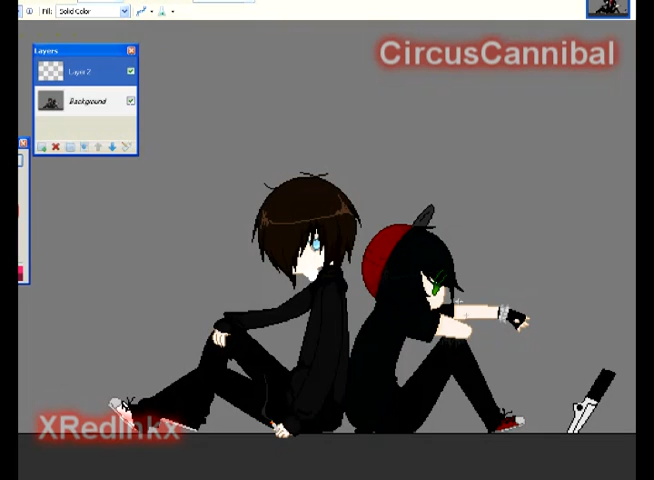 Fill: Solid Color
CircusCannibal
Layers
Layer 2
Background
XRedInkx